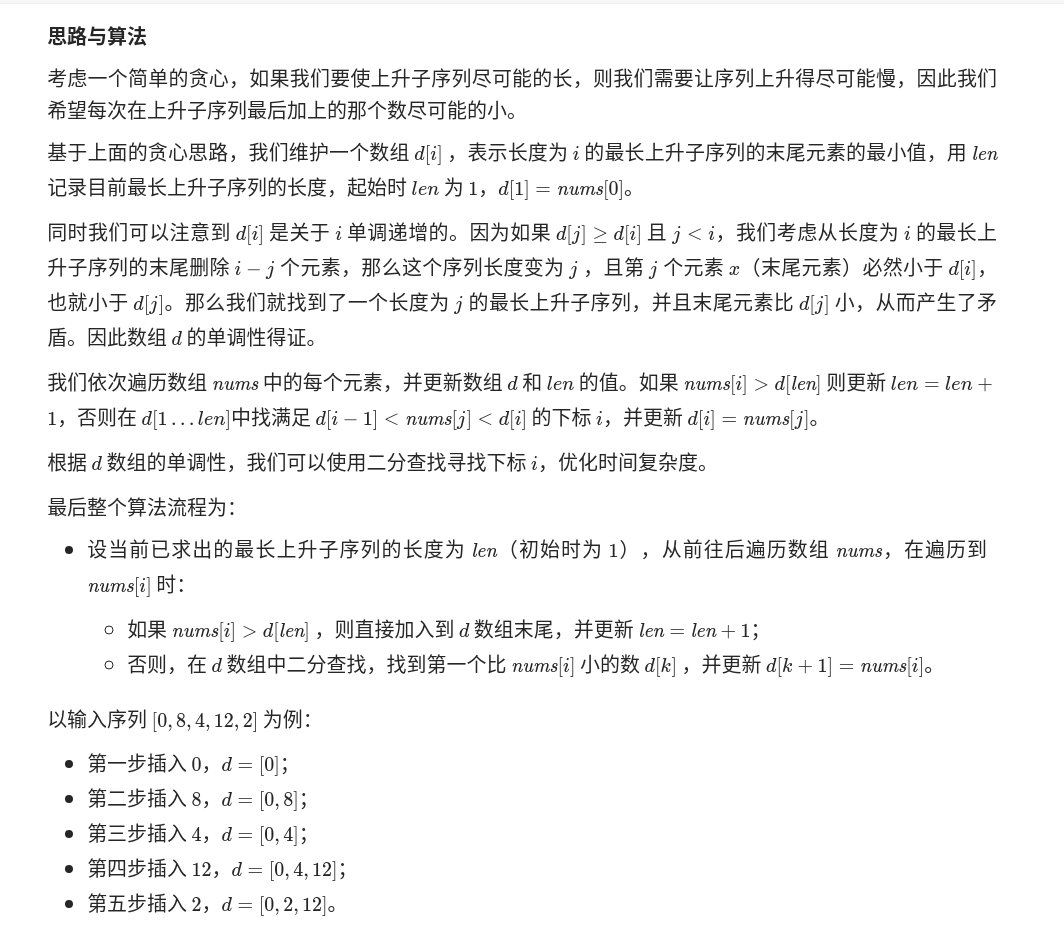 思路与算法
考虑一个简单的贪心，如果我们要使上升子序列尽可能的长，则我们需要让序列上升得尽可能慢，因此我们
希望每次在上升子序列最后加上的那个数尽可能的小。
基于上面的贪心思路，我们维护一个数组 d[i] ，表示长度为 i 的最长上升子序列的末尾元素的最小值，用 len
记录目前最长上升子序列的长度，起始时 len 为 1，d[1] = nums[0]。
同时我们可以注意到 d[i] 是关于 i 单调递增的。因为如果 d[j] ≥ d[i] 且 j < i，我们考虑从长度为 i 的最长上
升子序列的末尾删除 i − j 个元素，那么这个序列长度变为 j ，且第 j 个元素 x（末尾元素）必然小于 d[i]，
也就小于 d[j]。那么我们就找到了一个长度为 j 的最长上升子序列，并且末尾元素比 d[j] 小，从而产生了矛
盾。因此数组 d 的单调性得证。
我们依次遍历数组 nums 中的每个元素，并更新数组 d 和 len 的值。如果 nums[i] > d[len] 则更新 len = len +
1，否则在 d[1…len]中找满足 d[i − 1] < nums[j] < d[i] 的下标 i，并更新 d[i] = nums[j]。
根据 d 数组的单调性，我们可以使用二分查找寻找下标 i，优化时间复杂度。
最后整个算法流程为：
• 设当前已求出的最长上升子序列的长度为 len（初始时为 1），从前往后遍历数组 nums，在遍历到
nums[i] 时：
○ 如果 nums[i] > d[len] ，则直接加入到 d 数组末尾，并更新 len = len + 1；
○ 否则，在 d 数组中二分查找，找到第一个比 nums[i] 小的数 d[k] ，并更新 d[k + 1] = nums[i]。
以输入序列 [0, 8, 4, 12, 2] 为例：
• 第一步插入 0，d = [0]；
• 第二步插入 8，d = [0, 8]；
• 第三步插入 4，d = [0, 4]；
• 第四步插入 12，d = [0, 4, 12]；
• 第五步插入 2，d = [0, 2, 12]。